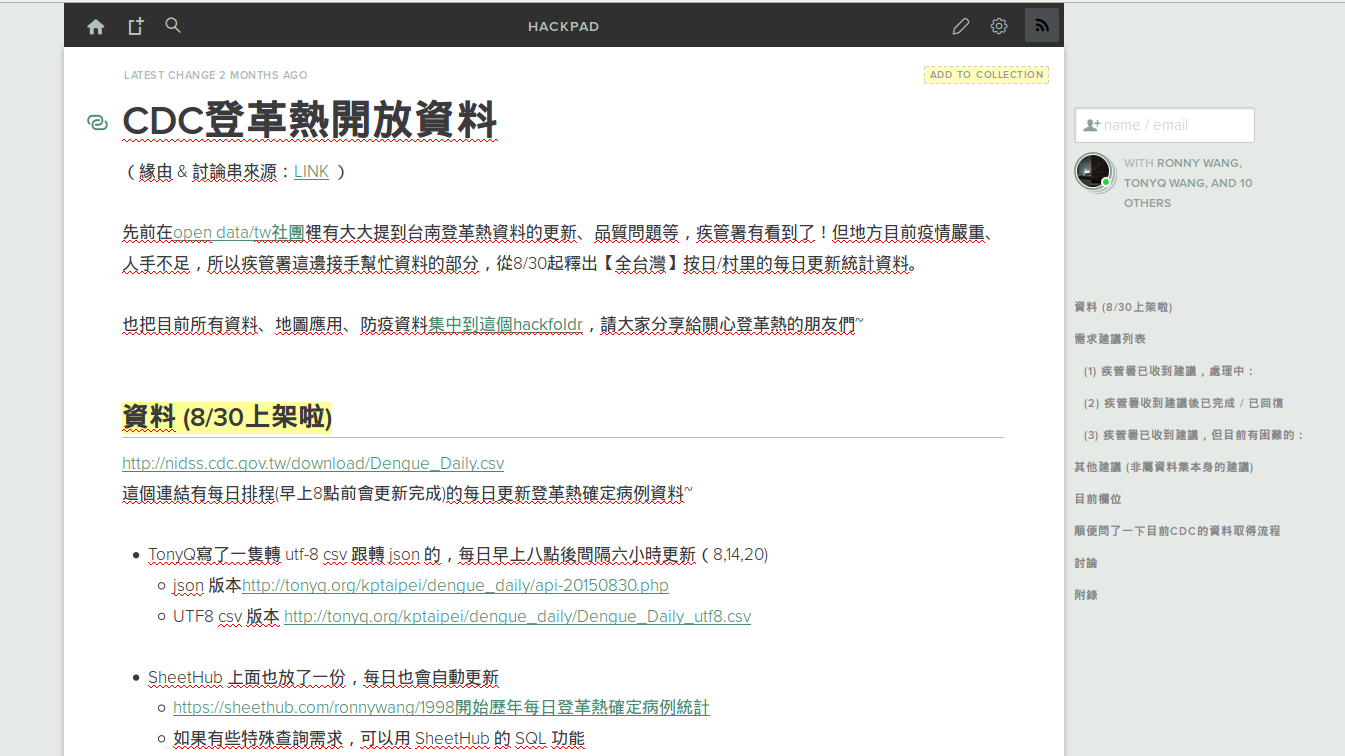 HACKPAD
LATEST CHANGE 2 MONTHS AGO
ADD TO COLLECTION
CDC登革熱開放資料
（緣由 & 討論串來源：LINK ）
先前在open data/tw社團裡有大大提到台南登革熱資料的更新、品質問題等，疾管署有看到了！但地方目前疫情嚴重、
人手不足，所以疾管署這邊接手幫忙資料的部分，從8/30起釋出【全台灣】按日/村里的每日更新統計資料。
也把目前所有資料、地圖應用、防疫資料集中到這個hackfoldr，請大家分享給關心登革熱的朋友們~
資料 (8/30上架啦)
http://nidss.cdc.gov.tw/download/Dengue_Daily.csv
這個連結有每日排程(早上8點前會更新完成)的每日更新登革熱確定病例資料~
TonyQ寫了一隻轉 utf-8 csv 跟轉 json 的，每日早上八點後間隔六小時更新（ 8,14,20)
json 版本http://tonyq.org/kptaipei/dengue_daily/api-20150830.php
UTF8 csv 版本 http://tonyq.org/kptaipei/dengue_daily/Dengue_Daily_utf8.csv
SheetHub 上面也放了一份，每日也會自動更新
https://sheethub.com/ronnywang/1998開始歷年每日登革熱確定病例統計
如果有些特殊查詢需求，可以用 SheetHub 的 SQL 功能
name / email
WITH RONNY WANG,
TONYQ WANG, AND 10
OTHERS
資料 (8/30上架啦)
需求建議列表
(1) 疾管署已收到建議，處理中：
(2) 疾管署收到建議後已完成 / 已回復
(3) 疾管署已收到建議，但目前有困難的：
其他建議 (非屬資料集本身的建議)
目前欄位
順便問了一下目前CDC的資料取得流程
討論
附錄